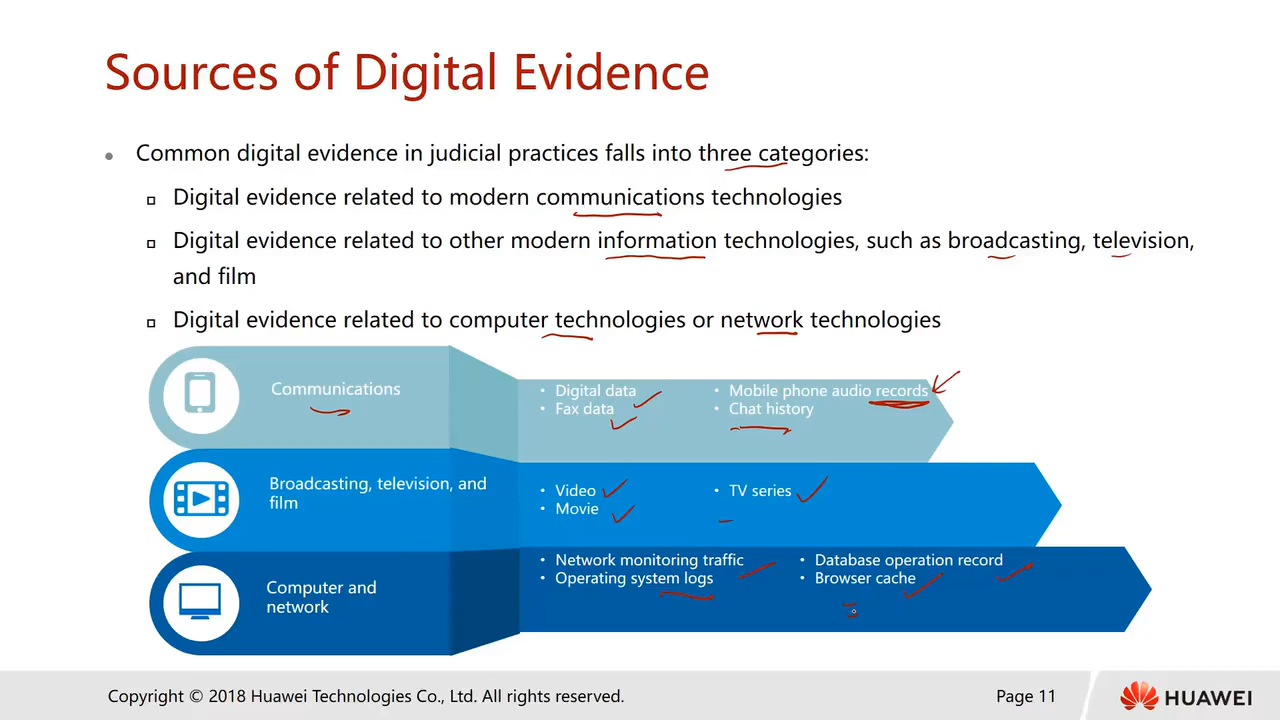 Sources of Digital Evidence
Common digital evidence in judicial practices falls into three categories:
Digital evidence related to modern communications technologies
Digital evidence related to other modern information technologies, such as broadcasting, television,
and film
Digital evidence related to computer technologies or network technologies
Communications
• Digital data
• Fax data
• Mobile phone audio records
• Chat history
Broadcasting, television, and
film
• Video
• Movie
• TV series
Computer and
network
• Network monitoring traffic
• Operating system logs
• Database operation record
• Browser cache
Copyright © 2018 Huawei Technologies Co., Ltd. All rights reserved.
Page 11
HUAWEI